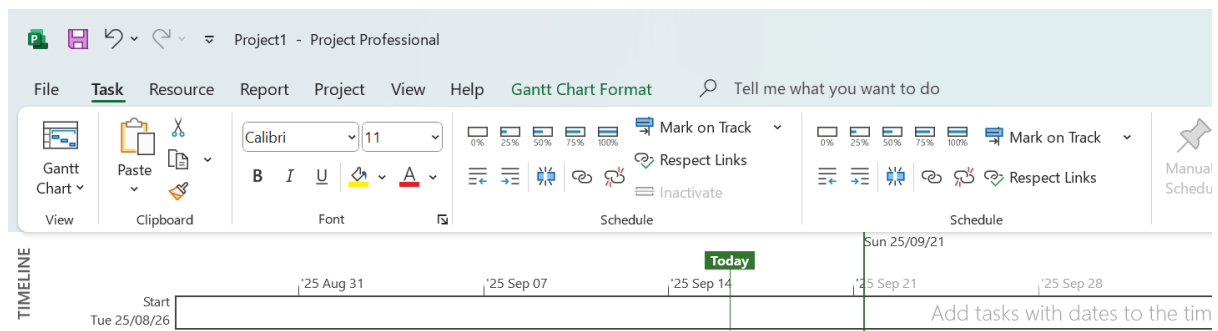 Project1 - Project Professional
File Task Resource Report Project View Help Gantt Chart Format Tell me what you want to do
Gantt Chart
View
Paste
Clipboard
Calibri 11
B I U A
Font
0% 25% 50% 75% 100% Mark on Track
Respect Links
Inactivate
Schedule
0% 25% 50% 75% 100% Mark on Track
Respect Links
Schedule
Manual
Schedu
TIMELINE
Sun 25/09/21
Today
'25 Aug 31 '25 Sep 07 '25 Sep 14 '25 Sep 21 '25 Sep 28
Start
Tue 25/08/26
Add tasks with dates to the tim